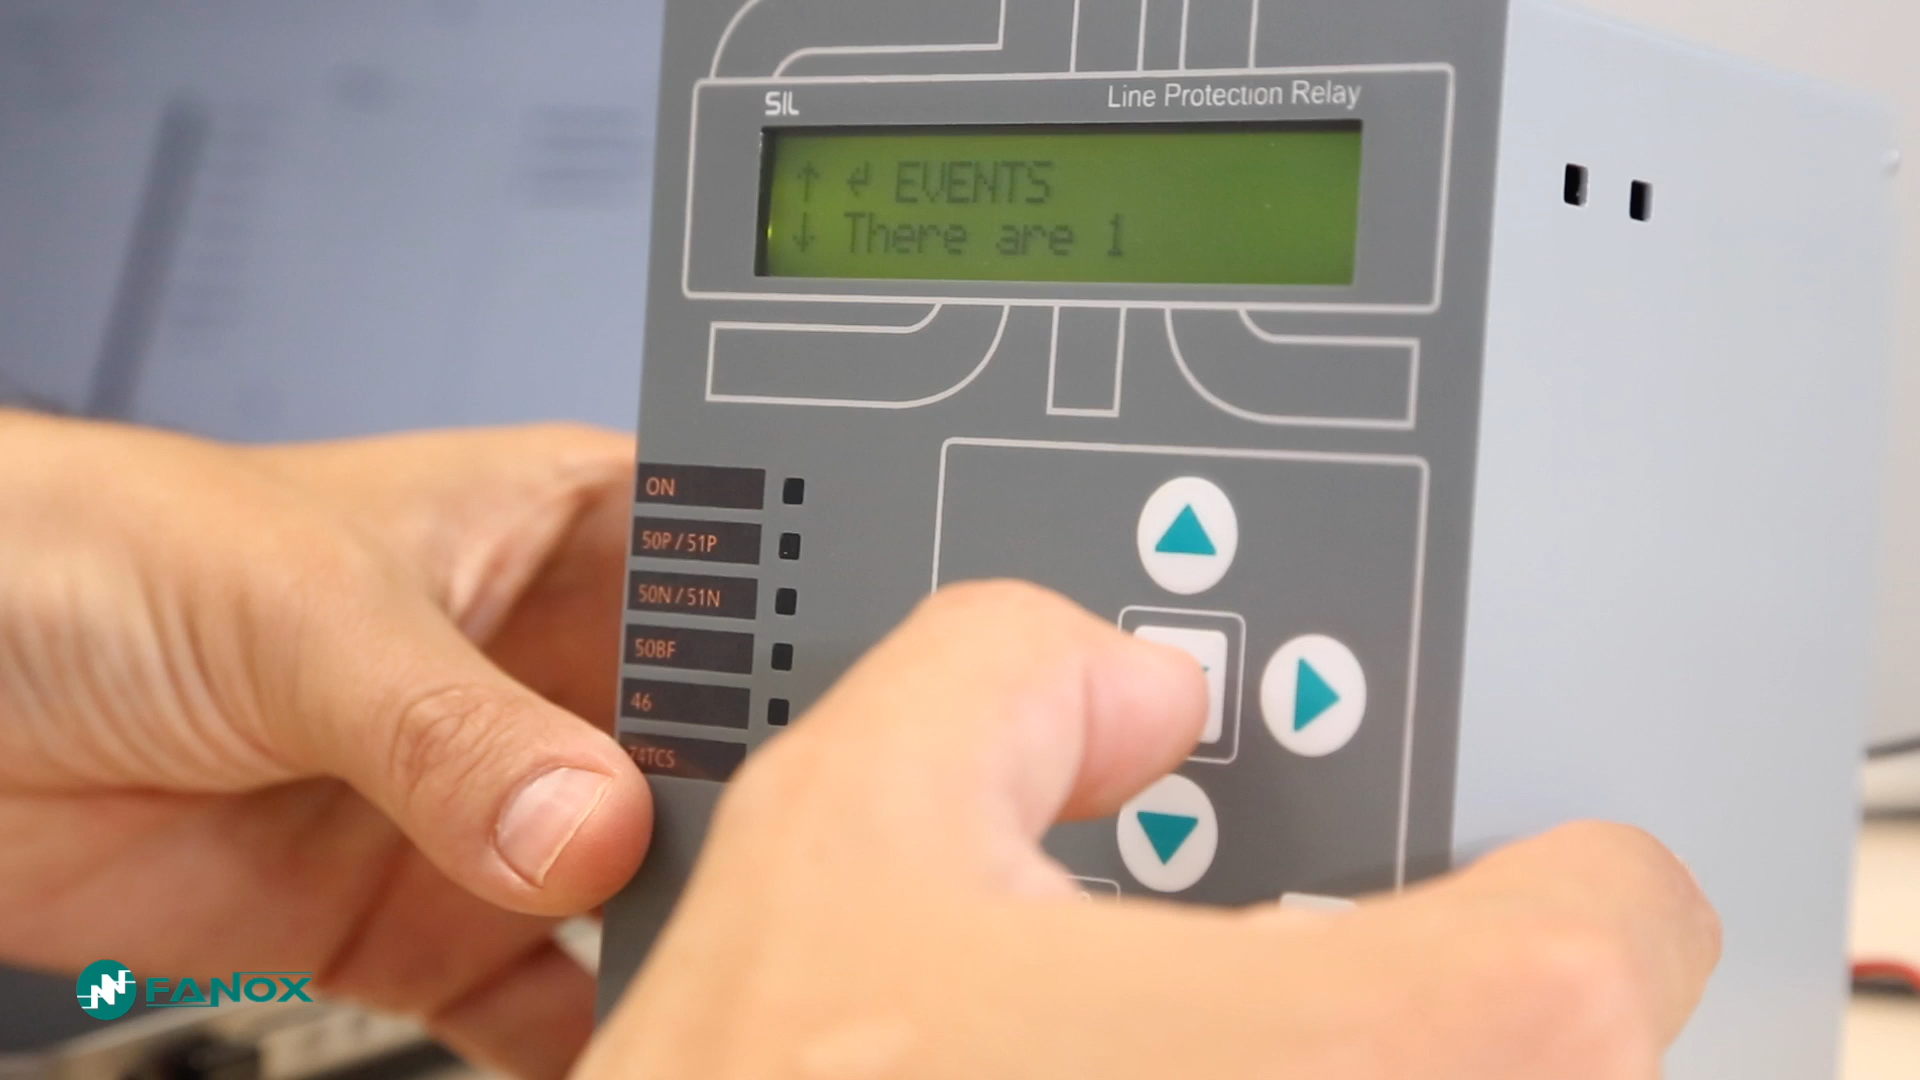 SIL
Line Protection Relay
↑ ↲ EVENTS
↓ There are 1
ON
50P / 51P
50N / 51N
50BF
46
74TCS
FANOX